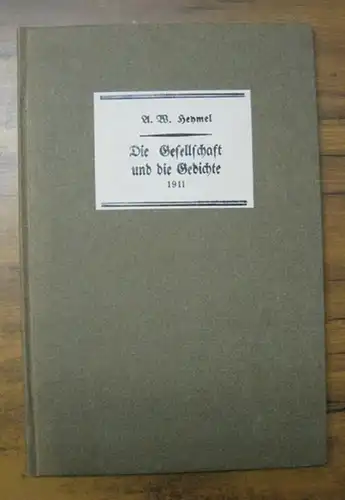 A. W. Heymel
Die Gesellschaft
und die Gedichte
1911